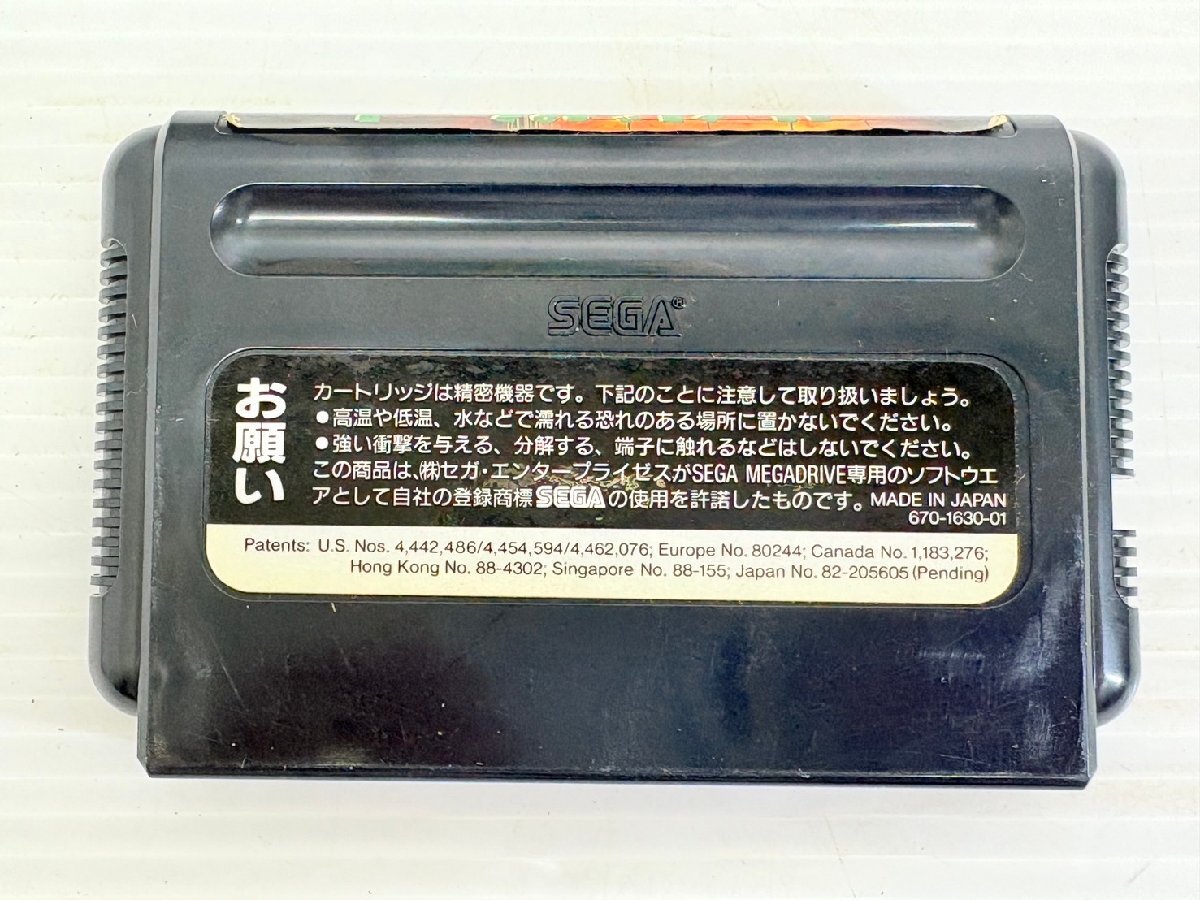 SEGA®
お願い
カートリッジは精密機器です。下記のことに注意して取り扱いましょう。
●高温や低温、水などで濡れる恐れのある場所に置かないでください。
●強い衝撃を与える、分解する、端子に触れるなどはしないでください。
この商品は、㈱セガ・エンタープライゼスがSEGA MEGADRIVE専用のソフトウエ
アとして自社の登録商標SEGAの使用を許諾したものです。MADE IN JAPAN
670-1630-01
Patents: U.S. Nos. 4,442,486/4,454,594/4,462,076; Europe No. 80244; Canada No. 1,183,276;
Hong Kong No. 88-4302; Singapore No. 88-155; Japan No. 82-205605 (Pending)